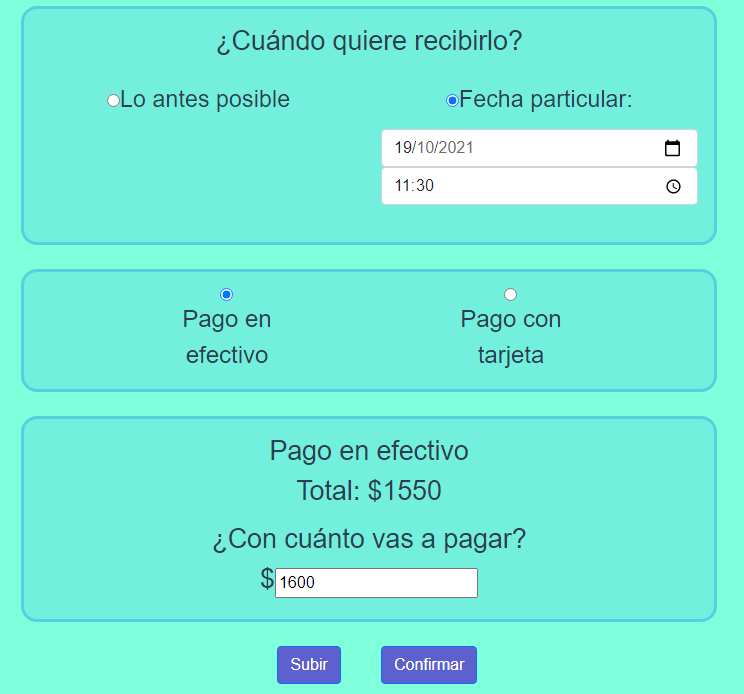 ¿Cuándo quiere recibirlo?
Lo antes posible
Fecha particular:
19/10/2021
11:30
Pago en
efectivo
Pago con
tarjeta
Pago en efectivo
Total: $1550
¿Con cuánto vas a pagar?
$1600
Subir
Confirmar